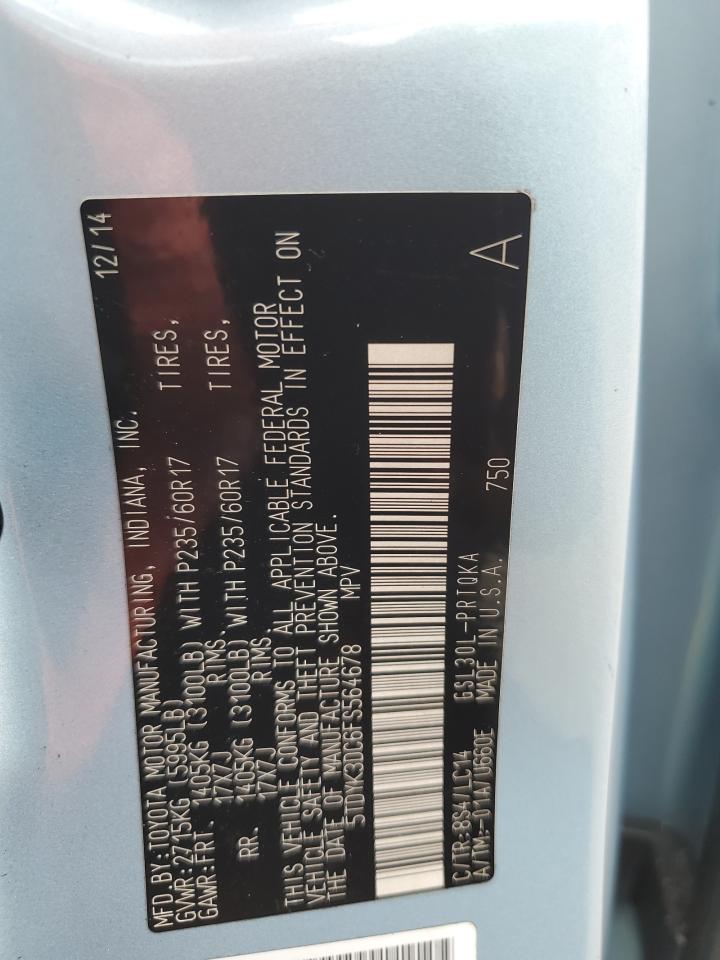 MFD.BY:TOYOTA MOTOR MANUFACTURING, INDIANA, INC. 12/14
GVWR:2715KG (5995LB)
GAWR:FRT. 1405KG (3100LB) WITH P235/60R17 TIRES,
17X7J RIMS.
RR. 1405KG (3100LB) WITH P235/60R17 TIRES,
17X7J RIMS.
THIS VEHICLE CONFORMS TO ALL APPLICABLE FEDERAL MOTOR
VEHICLE SAFETY AND THEFT PREVENTION STANDARDS IN EFFECT ON
THE DATE OF MANUFACTURE SHOWN ABOVE.
5TDYK3DC6FS564678 MPV
C/TR:8S4/LC14 GSL30L-PRTQKA 750 A
A/TM:-01A/U660E MADE IN U.S.A.